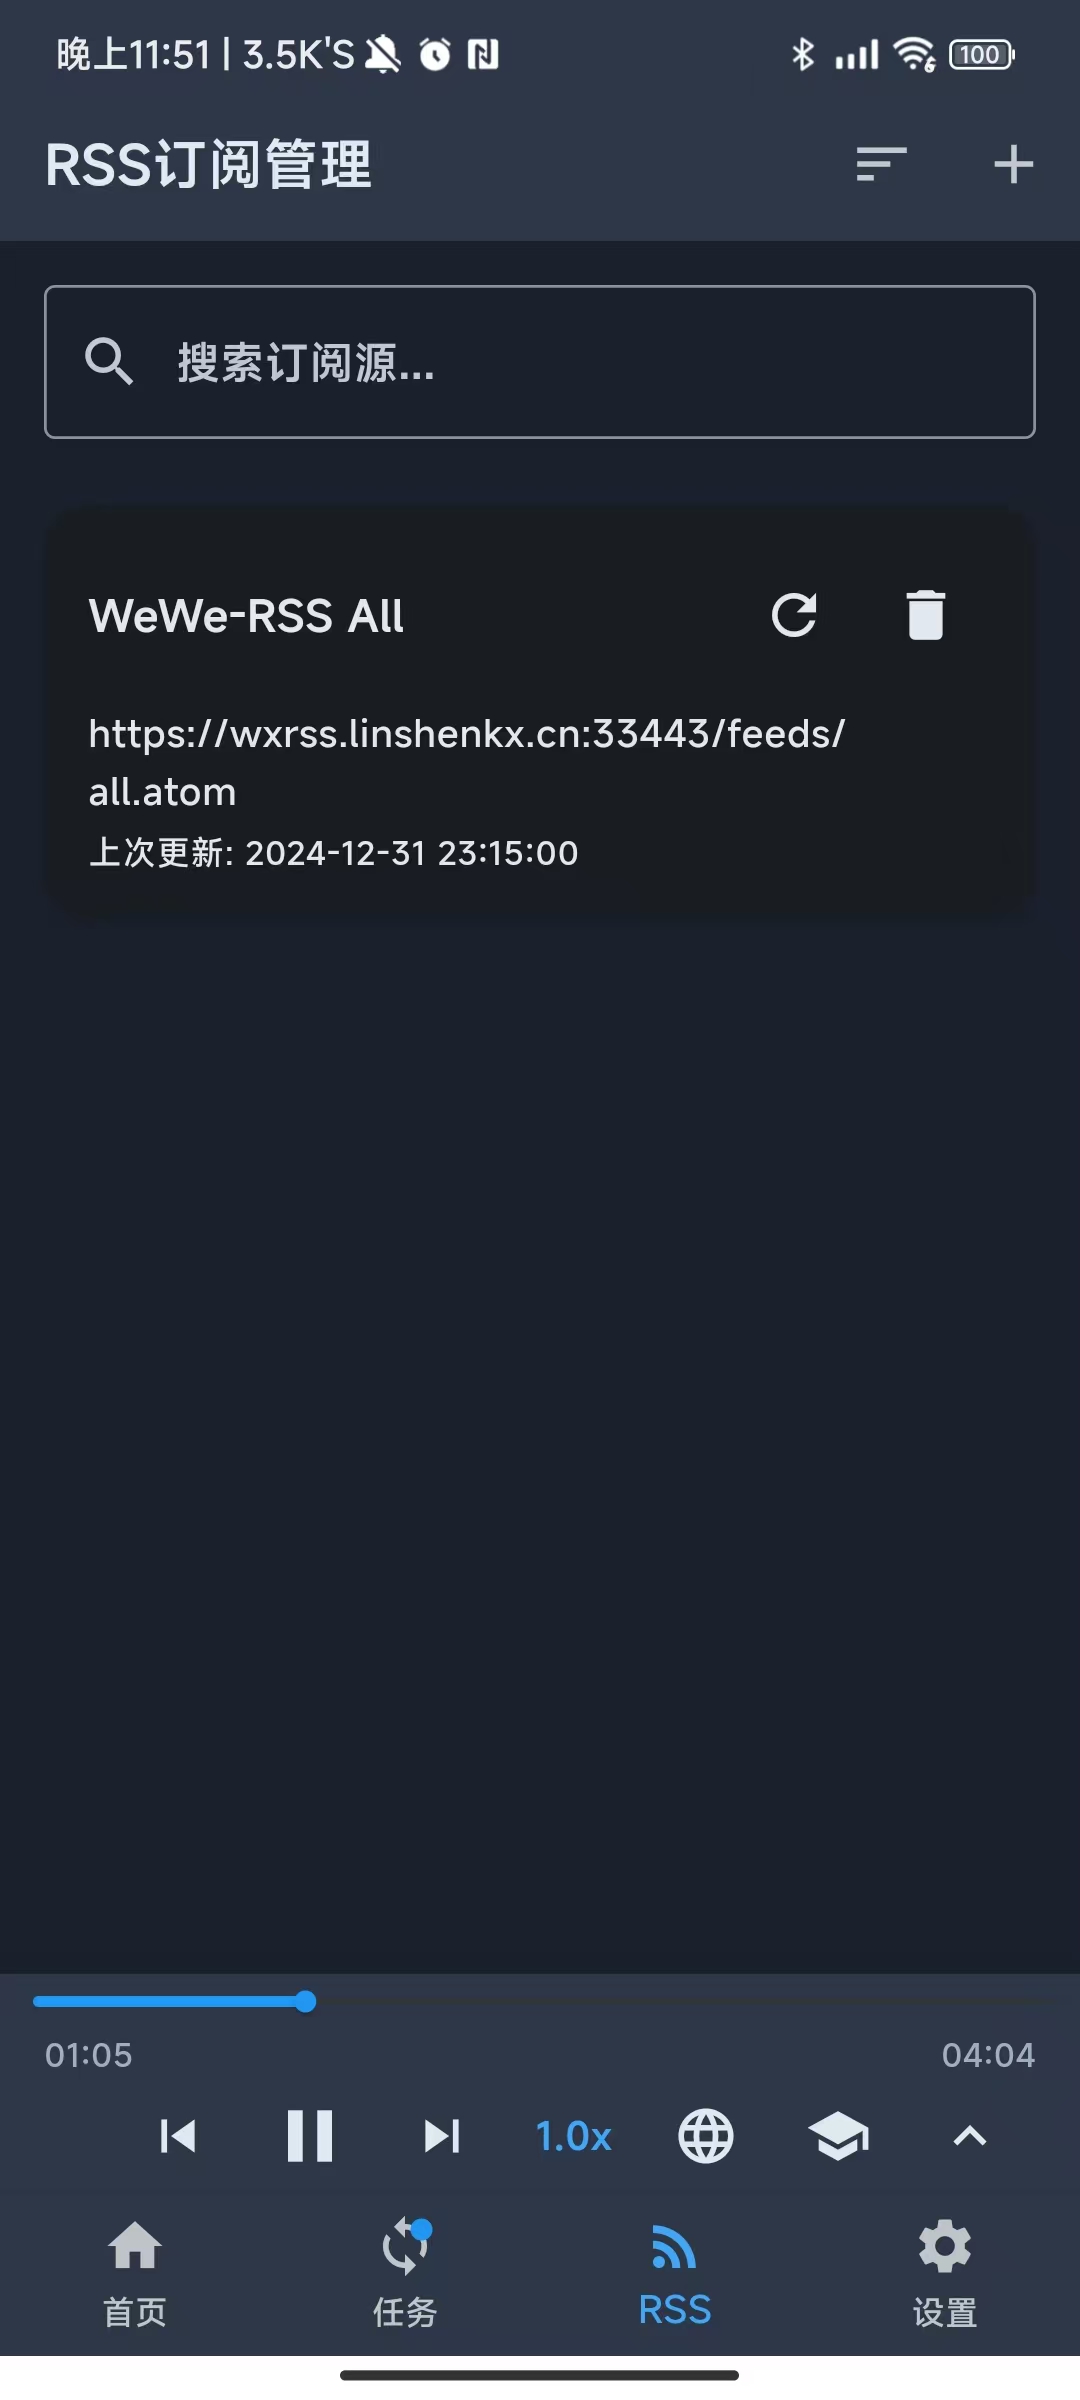 晚上11:51 | 3.5K'S
100
RSS订阅管理
搜索订阅源...
WeWe-RSS All
https://wxrss.linshenkx.cn:33443/feeds/
all.atom
上次更新: 2024-12-31 23:15:00
01:05
04:04
1.0x
首页
任务
RSS
设置